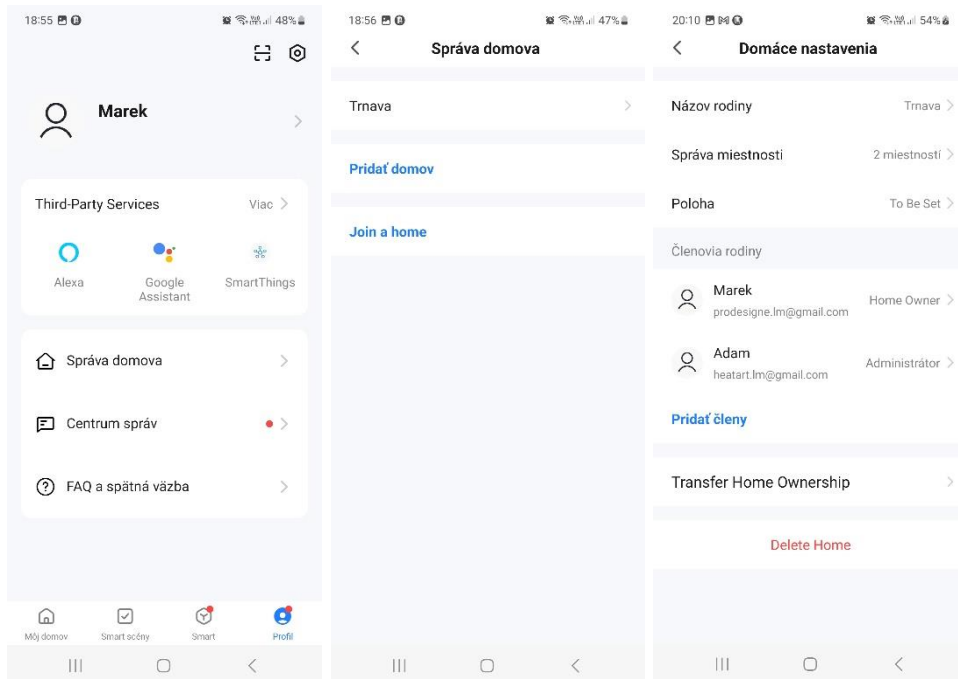 18:55
48%
Marek
Third-Party Services
Viac
Alexa
Google
Assistant
SmartThings
Správa domova
Centrum správ
FAQ a spätná väzba
Môj domov
Smart scény
Smart
Profil
18:56
47%
Správa domova
Trnava
Pridať domov
Join a home
20:10
54%
Domáce nastavenia
Názov rodiny
Trnava
Správa miestnosti
2 miestností
Poloha
To Be Set
Členovia rodiny
Marek
prodesigne.lm@gmail.com
Home Owner
Adam
heatart.lm@gmail.com
Administrátor
Pridať členy
Transfer Home Ownership
Delete Home